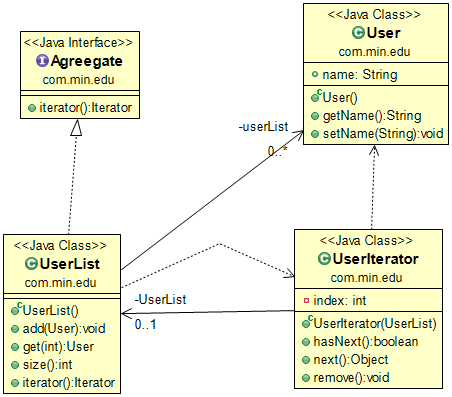 <<Java Interface>>
Agreegate
com.min.edu
iterator():Iterator
<<Java Class>>
User
com.min.edu
name: String
User()
getName():String
setName(String):void
-userList
0..*
<<Java Class>>
UserList
com.min.edu
UserList()
add(User):void
get(int):User
size():int
iterator():Iterator
-UserList
0..1
<<Java Class>>
UserIterator
com.min.edu
index: int
UserIterator(UserList)
hasNext():boolean
next():Object
remove():void